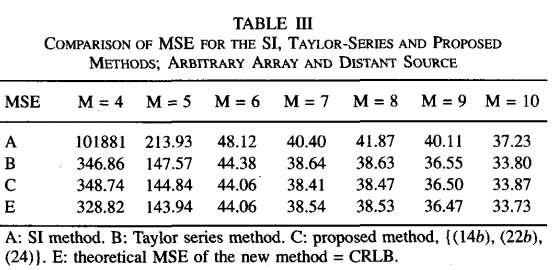 TABLE III
COMPARISON OF MSE FOR THE SI, TAYLOR-SERIES AND PROPOSED
METHODS; ARBITRARY ARRAY AND DISTANT SOURCE
MSE M = 4 M = 5 M = 6 M = 7 M = 8 M = 9 M = 10
A 101881 213.93 48.12 40.40 41.87 40.11 37.23
B 346.86 147.57 44.38 38.64 38.63 36.55 33.80
C 348.74 144.84 44.06 38.41 38.47 36.50 33.87
E 328.82 143.94 44.06 38.54 38.53 36.47 33.73
A: SI method. B: Taylor series method. C: proposed method, {(14b), (22b),
(24)}. E: theoretical MSE of the new method = CRLB.